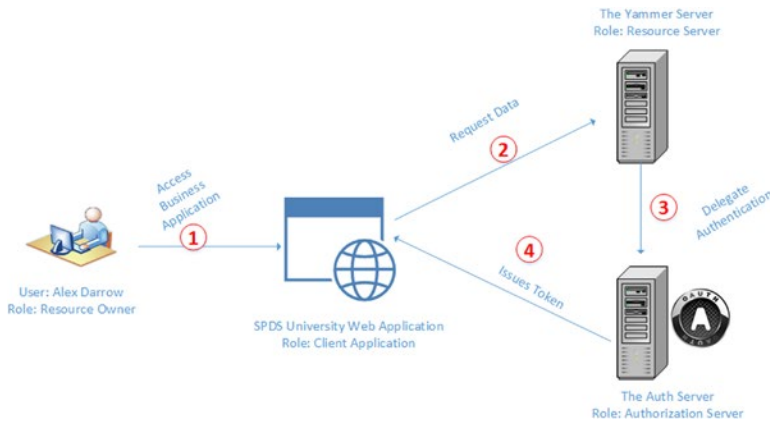 The Yammer Server
Role: Resource Server
Request Data
2
Access
Business
Application
1
3
Delegate
Authentication
4
Issues Token
User: Alex Darrow
Role: Resource Owner
SPDS University Web Application
Role: Client Application
OAUTH
A
The Auth Server
Role: Authorization Server